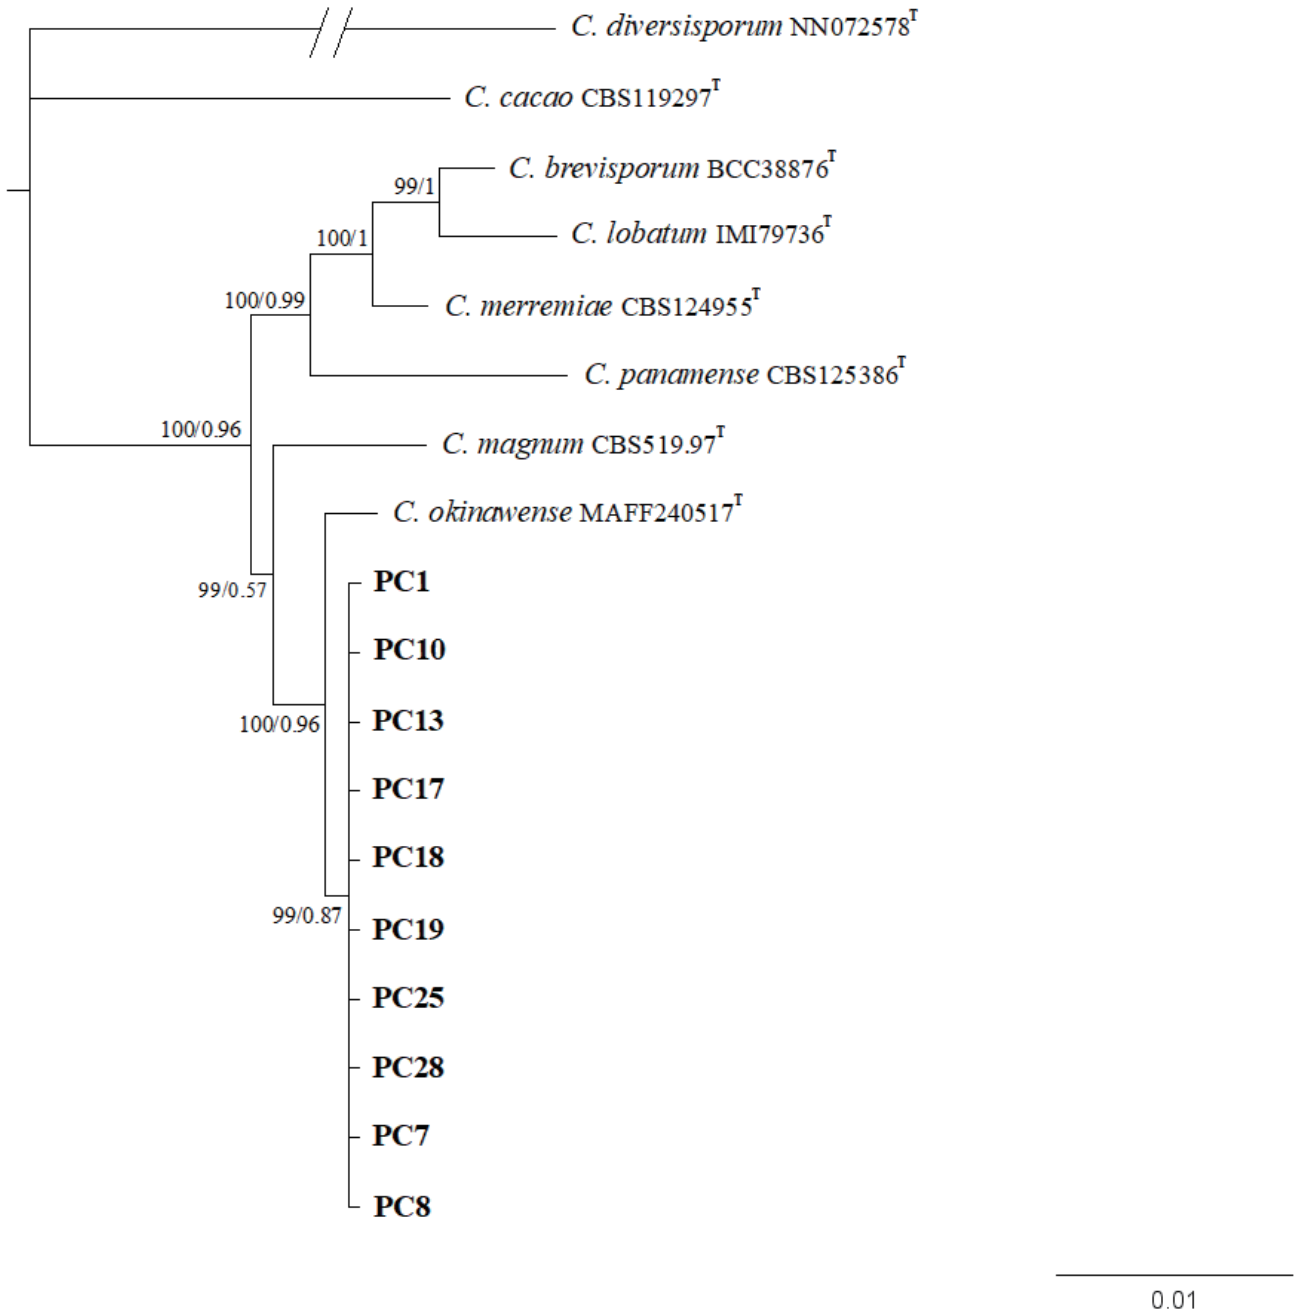 C. diversisporum NN072578T
C. cacao CBS119297T
C. brevisporum BCC38876T
99/1
C. lobatum IMI79736T
100/1
C. merremiae CBS124955T
100/0.99
C. panamense CBS125386T
100/0.96
C. magnum CBS519.97T
C. okinawense MAFF240517T
PC1
99/0.57
PC10
PC13
100/0.96
PC17
PC18
99/0.87
PC19
PC25
PC28
PC7
PC8
0.01